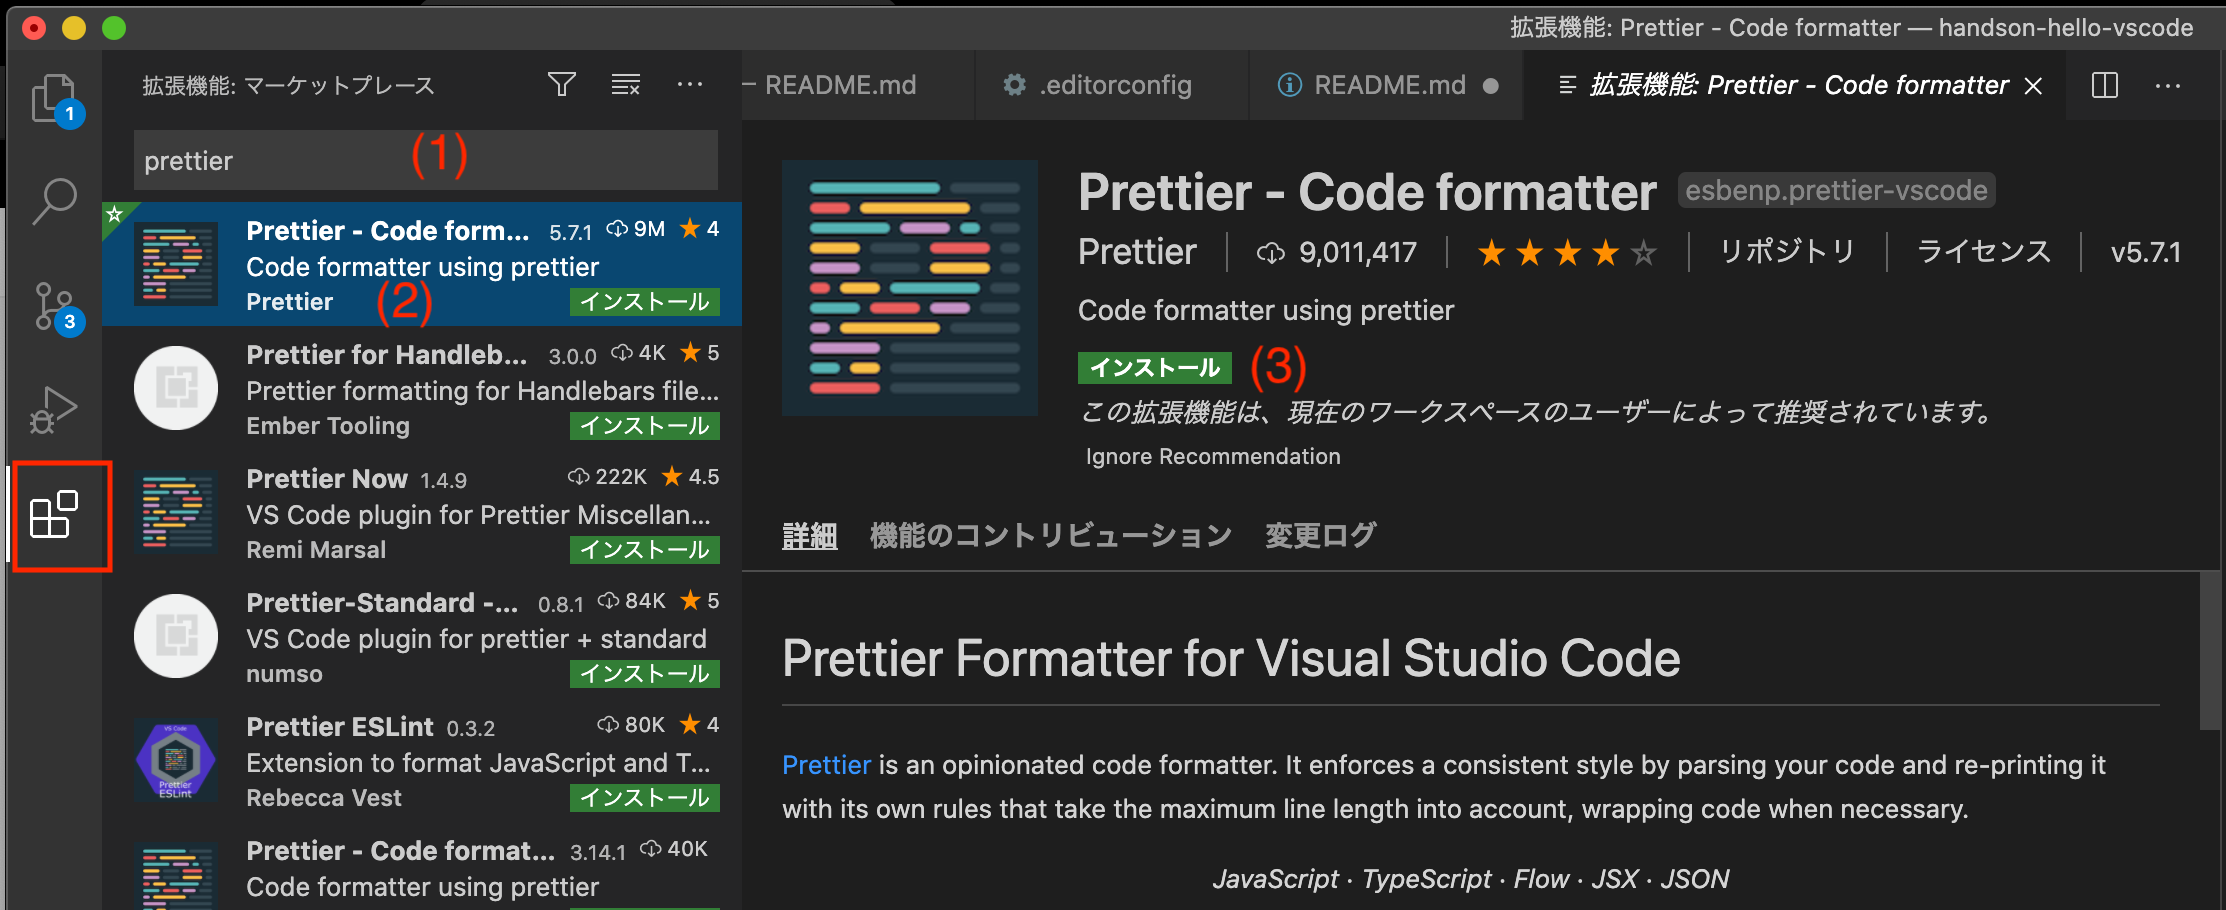 拡張機能: Prettier - Code formatter — handson-hello-vscode
拡張機能: マーケットプレース
README.md
.editorconfig
README.md
拡張機能: Prettier - Code formatter
1
prettier
(1)
3
Prettier - Code form... 5.7.1 9M 4
Code formatter using prettier
Prettier
(2)
インストール
Prettier for Handleb... 3.0.0 4K 5
Prettier formatting for Handlebars file...
Ember Tooling
インストール
Prettier Now 1.4.9 222K 4.5
VS Code plugin for Prettier Miscellan...
Remi Marsal
インストール
Prettier-Standard -... 0.8.1 84K 5
VS Code plugin for prettier + standard
numso
インストール
VS Code
Prettier
ESLint
Prettier ESLint 0.3.2 80K 4
Extension to format JavaScript and T...
Rebecca Vest
インストール
Prettier - Code format... 3.14.1 40K
Code formatter using prettier
Prettier - Code formatter esbenp.prettier-vscode
Prettier | 9,011,417 | リポジトリ | ライセンス | v5.7.1
Code formatter using prettier
インストール
(3)
この拡張機能は、現在のワークスペースのユーザーによって推奨されています。
Ignore Recommendation
詳細 機能のコントリビューション 変更ログ
Prettier Formatter for Visual Studio Code
Prettier is an opinionated code formatter. It enforces a consistent style by parsing your code and re-printing it
with its own rules that take the maximum line length into account, wrapping code when necessary.
JavaScript · TypeScript · Flow · JSX · JSON